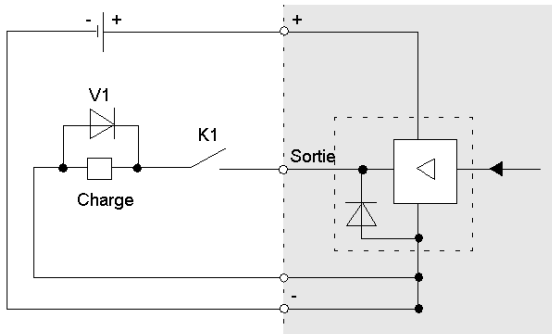 - +
+
V1
K1
Sortie
Charge
-